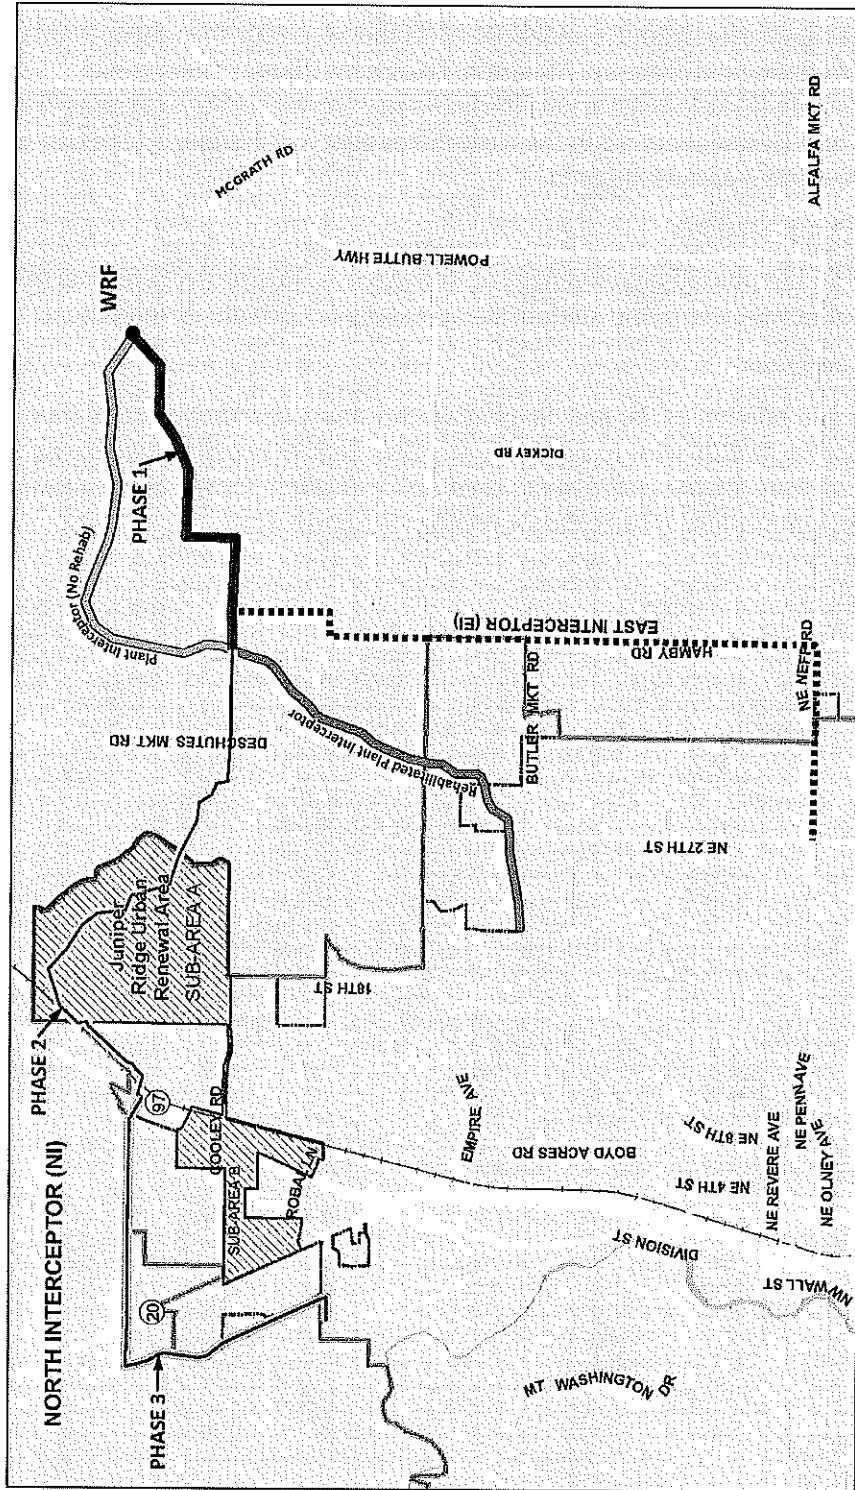 NORTH INTERCEPTOR (NI)
PHASE 3
20
97
PHASE 2
Juniper
Ridge Urban
Renewal Area
SUB-AREA A
COOLEY RD
SUB-AREA B
ROBAL LN
18TH ST
DESCHUTES MKT RD
Plant Interceptor (No Rehab)
PHASE 1
WRF
MCGRATH RD
POWELL BUTTE HWY
Rehabilitated Plant Interceptor
DICKEY RD
EAST INTERCEPTOR (EI)
HAMBY RD
BUTLER MKT RD
NE NEFF RD
ALFALFA MKT RD
NE 27TH ST
EMPIRE AVE
BOYD ACRES RD
NE 8TH ST
NE 4TH ST
NE PENN AVE
NE REVERE AVE
NE OLNEY AVE
DIVISION ST
NW WALL ST
MT WASHINGTON DR